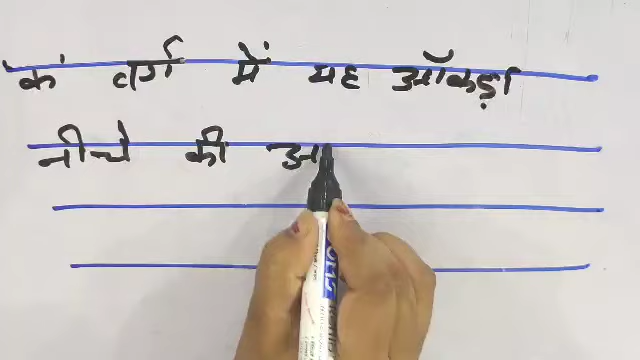 कं वर्ग में यह आँकड़ा
नीचे की अ